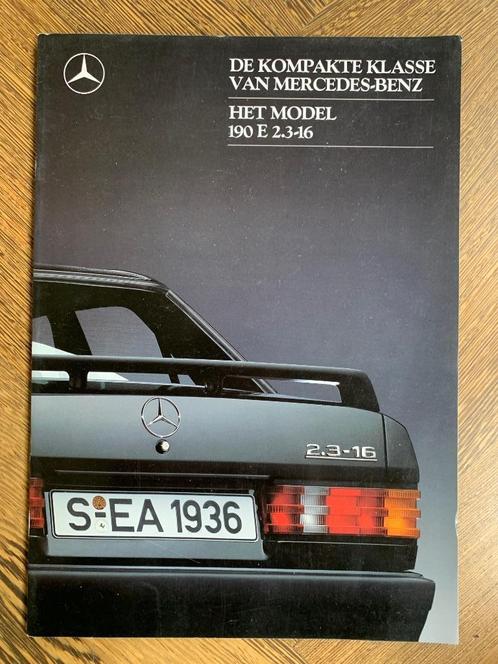 DE KOMPAKTE KLASSE
VAN MERCEDES-BENZ
HET MODEL
190 E 2.3-16
2.3-16
S-EA 1936